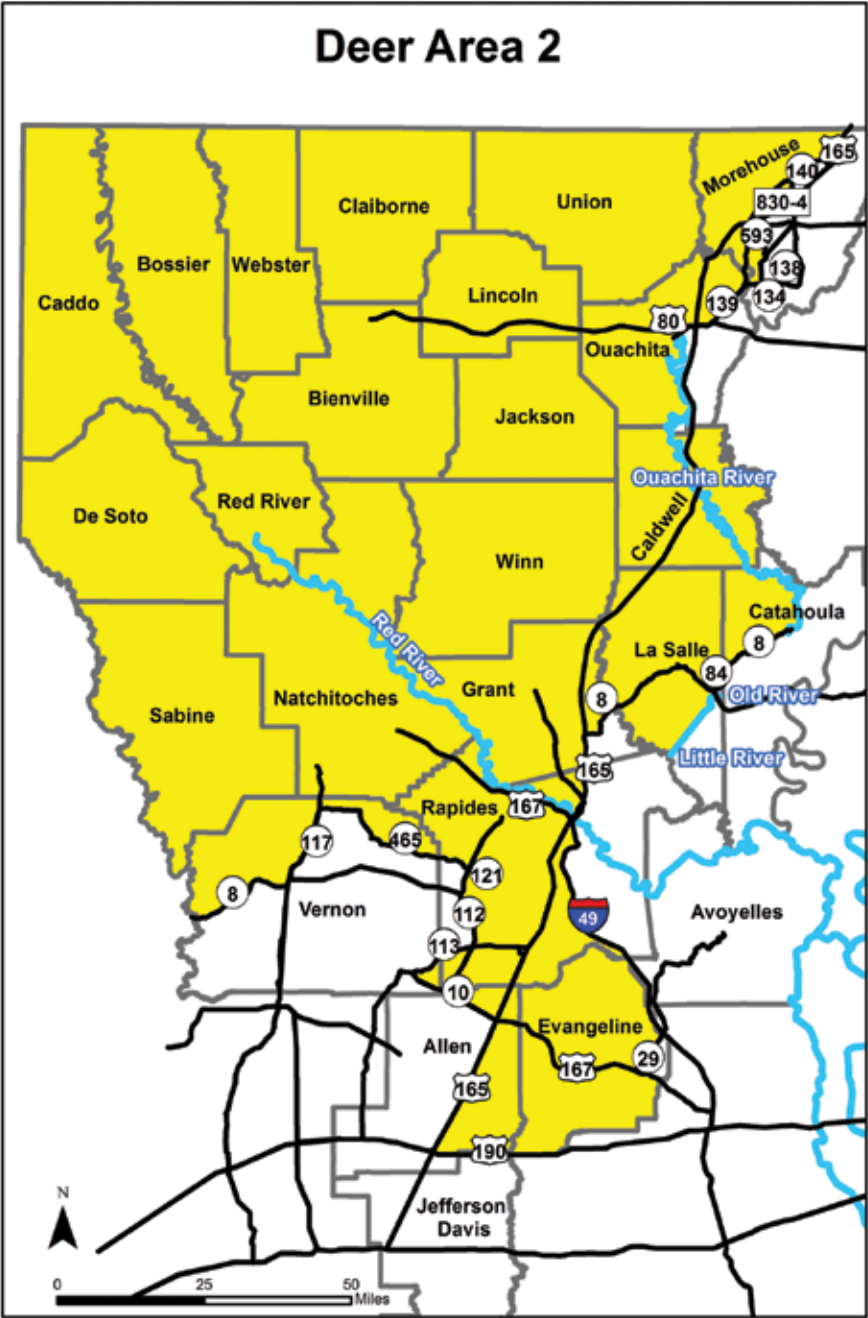 Deer Area 2
Morehouse
165
140
830-4
Claiborne
Union
593
Bossier
Webster
138
Caddo
Lincoln
139
134
80
Ouachita
Bienville
Jackson
Ouachita River
Red River
De Soto
Caldwell
Winn
Catahoula
Red River
La Salle
8
84
Natchitoches
Grant
8
Old River
Sabine
Little River
165
Rapides
167
117
465
121
8
Vernon
112
49
Avoyelles
113
10
Evangeline
Allen
29
167
165
190
Jefferson
Davis
N
0
25
50
Miles